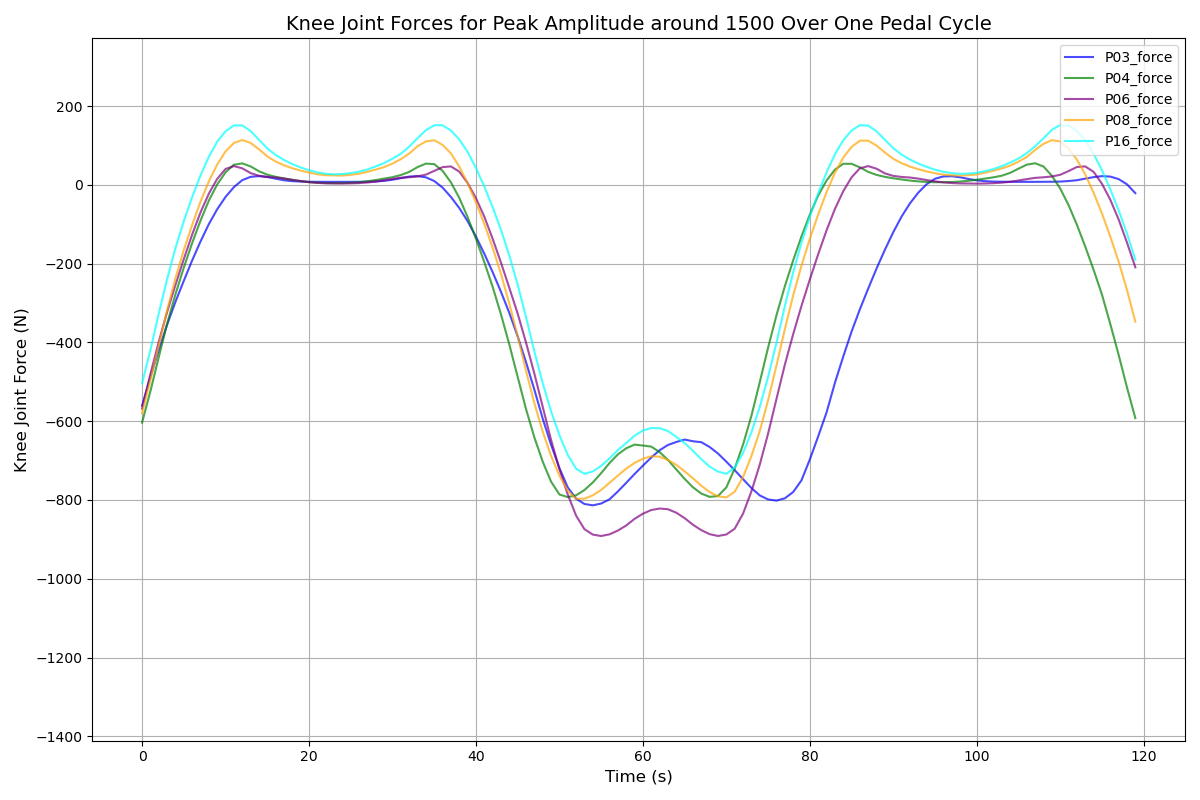 Knee Joint Forces for Peak Amplitude around 1500 Over One Pedal Cycle
P03_force
P04_force
P06_force
P08_force
P16_force
Knee Joint Force (N)
200
0
−200
−400
−600
−800
−1000
−1200
−1400
0 20 40 60 80 100 120
Time (s)